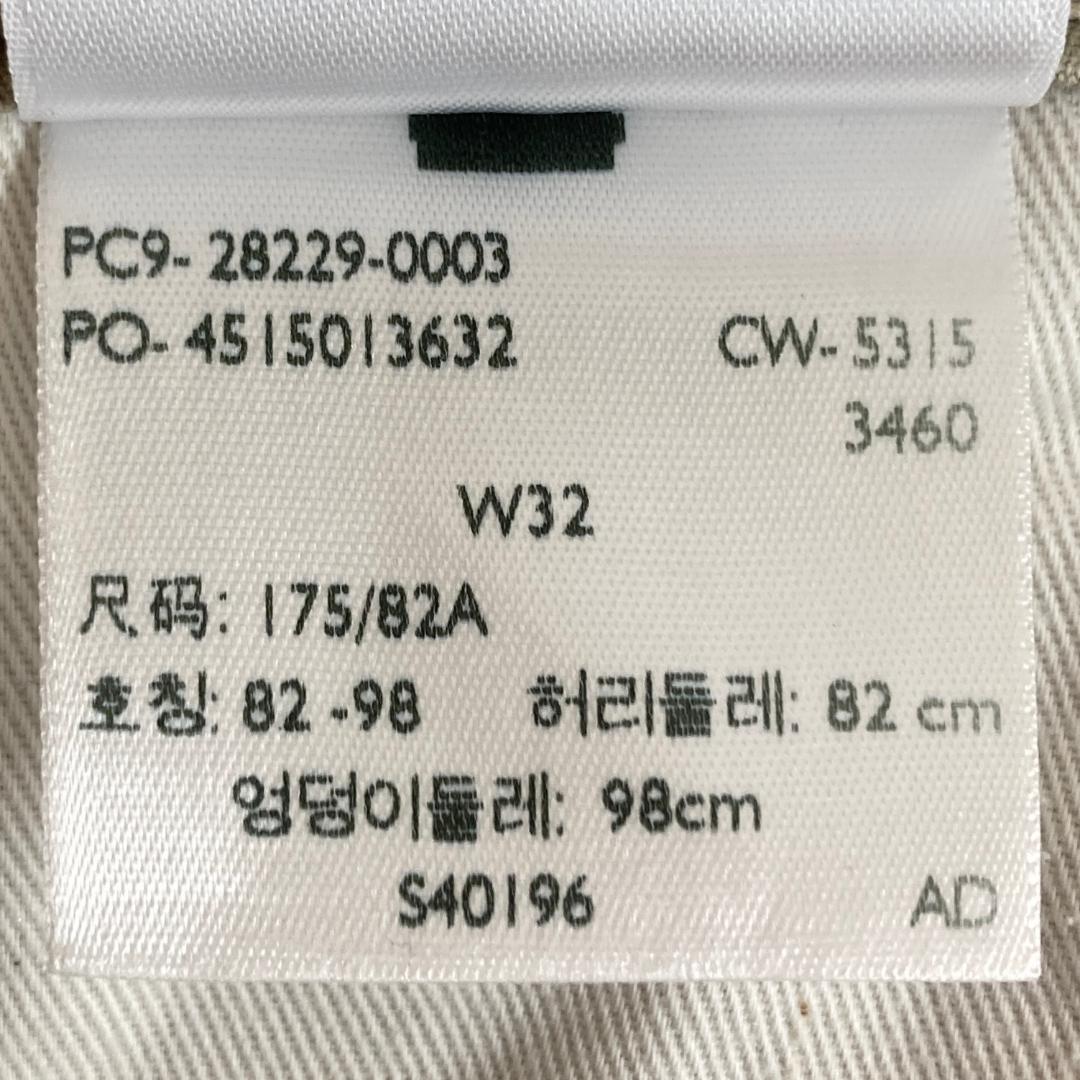 PC9- 28229-0003
PO- 4515013632 CW- 5315
3460
W32
尺码: 175/82A
호칭: 82 -98 허리둘레: 82 cm
엉덩이둘레: 98cm
S40196 AD